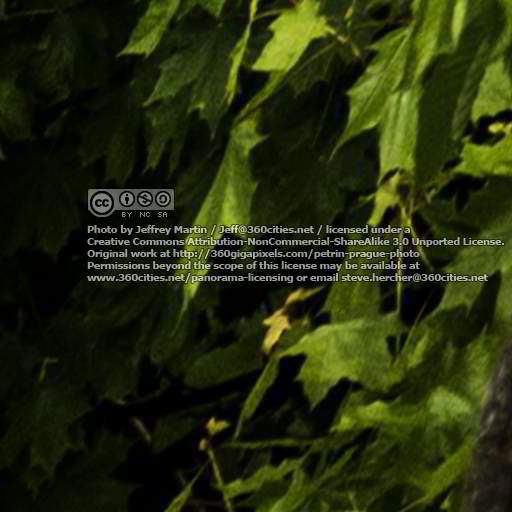 cc
BY NC SA
Photo by Jeffrey Martin / Jeff@360cities.net / licensed under a
Creative Commons Attribution-NonCommercial-ShareAlike 3.0 Unported License.
Original work at http://360gigapixels.com/petrin-prague-photo
Permissions beyond the scope of this license may be available at
www.360cities.net/panorama-licensing or email steve.hercher@360cities.net